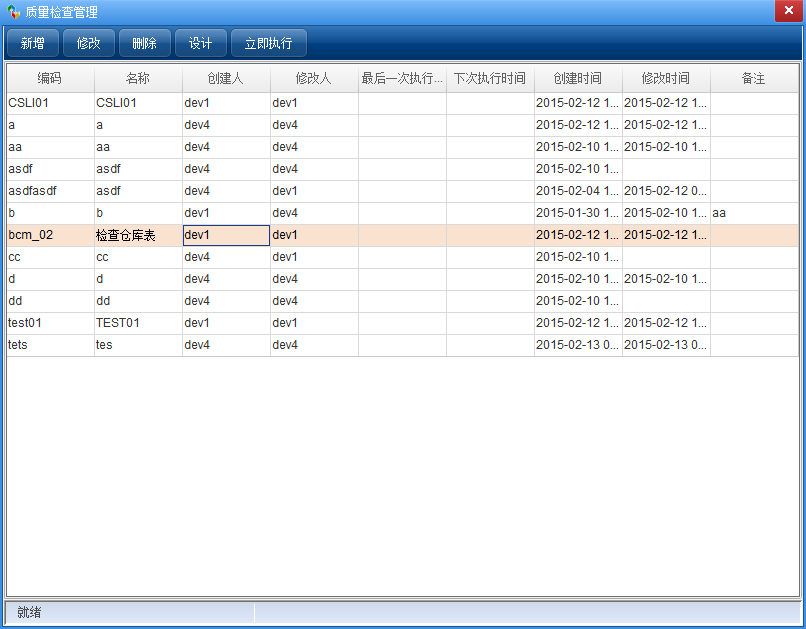 质量检查管理
新增 修改 删除 设计 立即执行
编码 名称 创建人 修改人 最后一次执行... 下次执行时间 创建时间 修改时间 备注
CSLI01 CSLI01 dev1 dev1 2015-02-12 1... 2015-02-12 1...
a a dev4 dev4 2015-02-12 1... 2015-02-12 1...
aa aa dev4 dev4 2015-02-10 1... 2015-02-10 1...
asdf asdf dev4 dev4 2015-02-10 1...
asdfasdf asdf dev4 dev1 2015-02-04 1... 2015-02-12 0...
b b dev1 dev4 2015-01-30 1... 2015-02-10 1... aa
bcm_02 检查仓库表 dev1 dev1 2015-02-12 1... 2015-02-12 1...
cc cc dev4 dev1 2015-02-10 1...
d d dev4 dev4 2015-02-10 1... 2015-02-10 1...
dd dd dev4 dev4 2015-02-10 1...
test01 TEST01 dev1 dev1 2015-02-12 1... 2015-02-12 1...
tets tes dev4 dev4 2015-02-13 0... 2015-02-13 0...
就绪